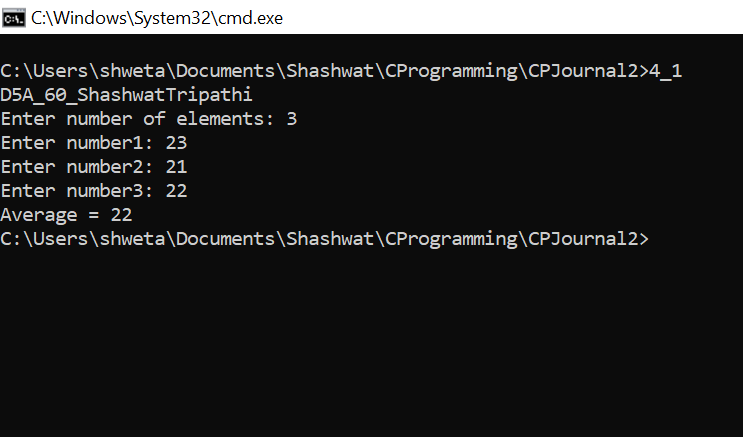 C:\Windows\System32\cmd.exe
C:\Users\shweta\Documents\Shashwat\CProgramming\CPJournal2>4_1
D5A_60_ShashwatTripathi
Enter number of elements: 3
Enter number1: 23
Enter number2: 21
Enter number3: 22
Average = 22
C:\Users\shweta\Documents\Shashwat\CProgramming\CPJournal2>